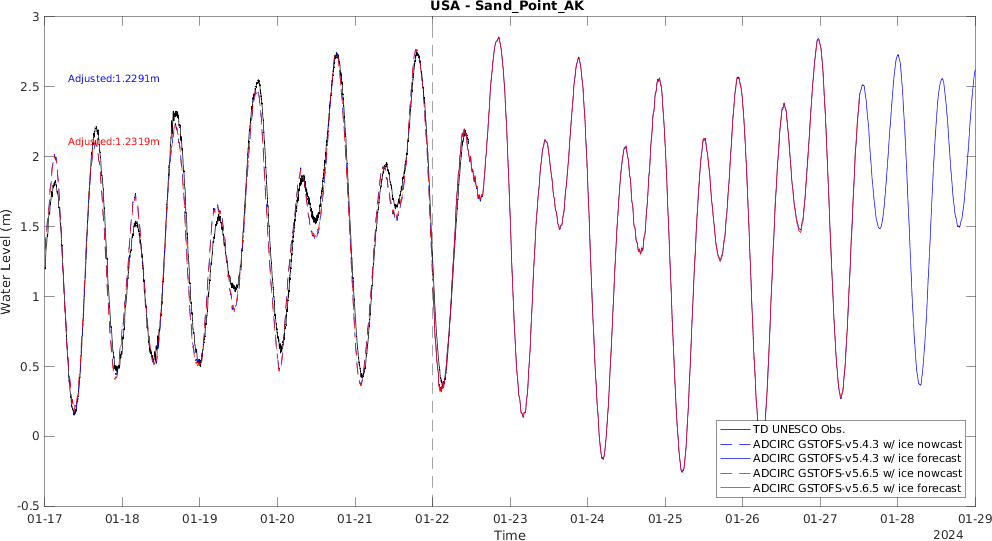 USA - Sand_Point_AK
3
2.5
2
1.5
1
0.5
0
-0.5
Water Level (m)
Adjusted:1.2291m
Adjusted:1.2319m
TD UNESCO Obs.
ADCIRC GSTOFS-v5.4.3 w/ ice nowcast
ADCIRC GSTOFS-v5.4.3 w/ ice forecast
ADCIRC GSTOFS-v5.6.5 w/ ice nowcast
ADCIRC GSTOFS-v5.6.5 w/ ice forecast
01-17 01-18 01-19 01-20 01-21 01-22 01-23 01-24 01-25 01-26 01-27 01-28 01-29
Time
2024